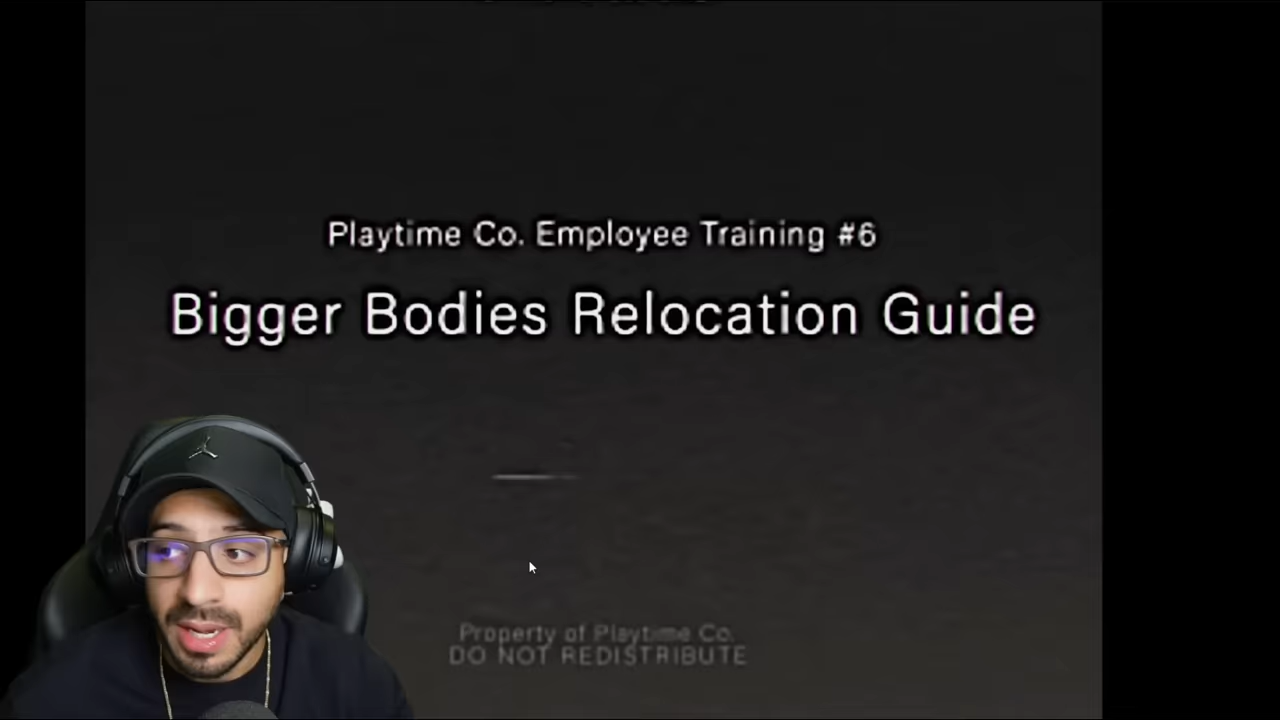 Playtime Co. Employee Training #6
Bigger Bodies Relocation Guide
Property of Playtime Co.
DO NOT REDISTRIBUTE